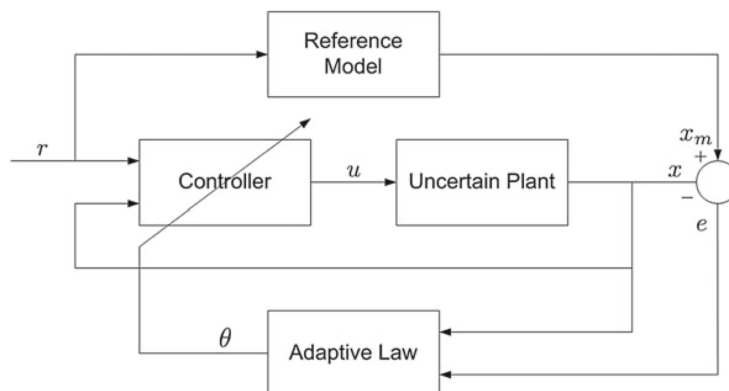 Reference
Model
x_m
+
r
Controller
u
Uncertain Plant
x
−
e
θ
Adaptive Law